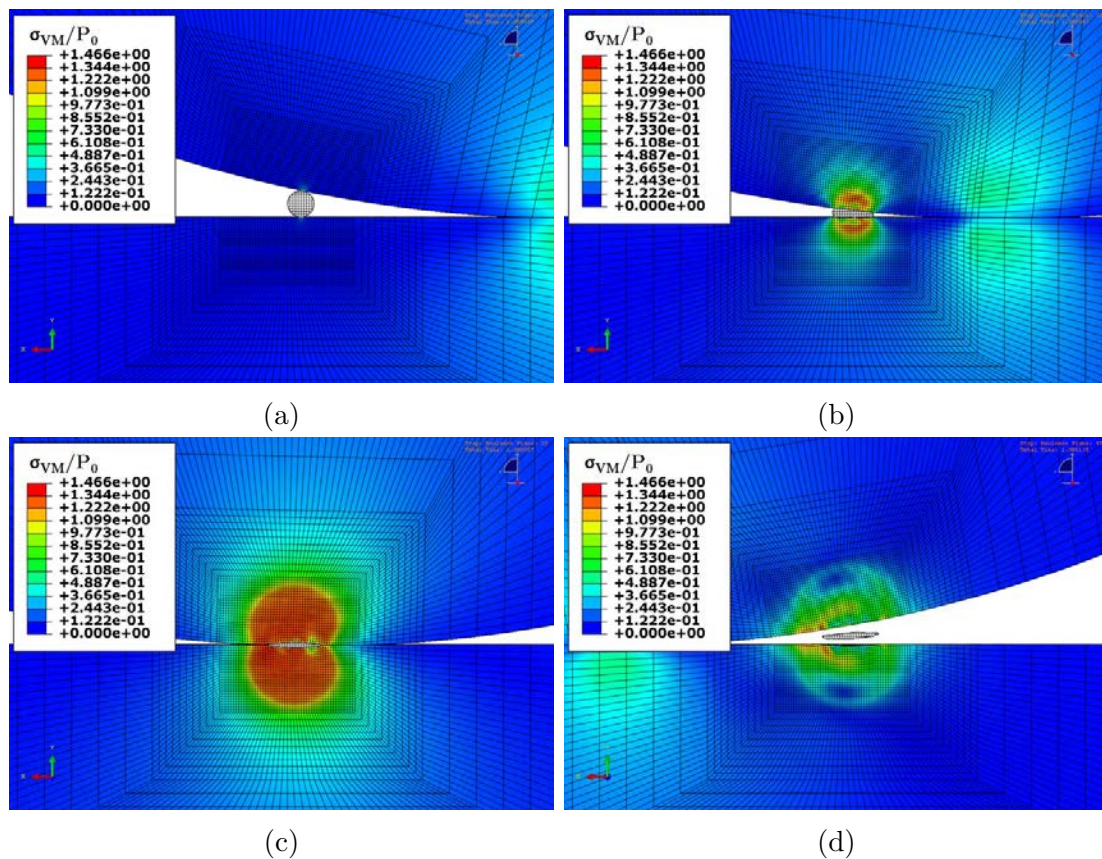 σVM/P0
+1.466e+00
+1.344e+00
+1.222e+00
+1.099e+00
+9.773e-01
+8.552e-01
+7.330e-01
+6.108e-01
+4.887e-01
+3.665e-01
+2.443e-01
+1.222e-01
+0.000e+00
Y
X
(a)
σVM/P0
+1.466e+00
+1.344e+00
+1.222e+00
+1.099e+00
+9.773e-01
+8.552e-01
+7.330e-01
+6.108e-01
+4.887e-01
+3.665e-01
+2.443e-01
+1.222e-01
+0.000e+00
Y
X
(b)
σVM/P0
+1.466e+00
+1.344e+00
+1.222e+00
+1.099e+00
+9.773e-01
+8.552e-01
+7.330e-01
+6.108e-01
+4.887e-01
+3.665e-01
+2.443e-01
+1.222e-01
+0.000e+00
Y
X
(c)
σVM/P0
+1.466e+00
+1.344e+00
+1.222e+00
+1.099e+00
+9.773e-01
+8.552e-01
+7.330e-01
+6.108e-01
+4.887e-01
+3.665e-01
+2.443e-01
+1.222e-01
+0.000e+00
Y
X
(d)